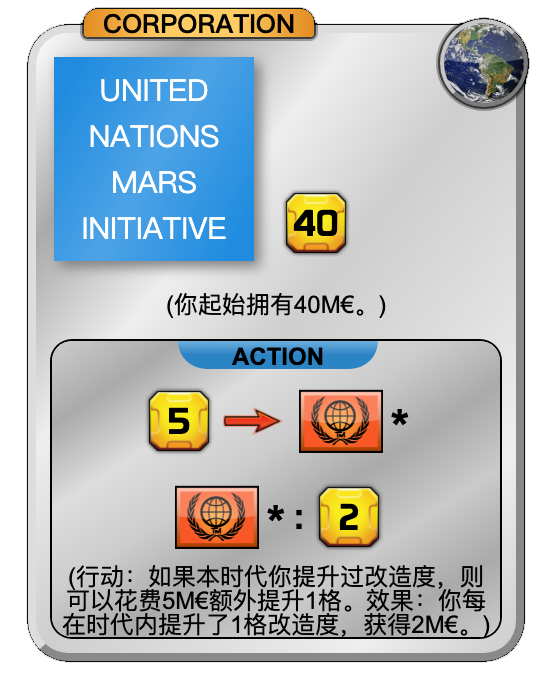 CORPORATION
UNITED
NATIONS
MARS
INITIATIVE
40
(你起始拥有40M€。)
ACTION
5 → TM *
TM * : 2
(行动：如果本时代你提升过改造度，则
可以花费5M€额外提升1格。效果：你每
在时代内提升了1格改造度，获得2M€。)